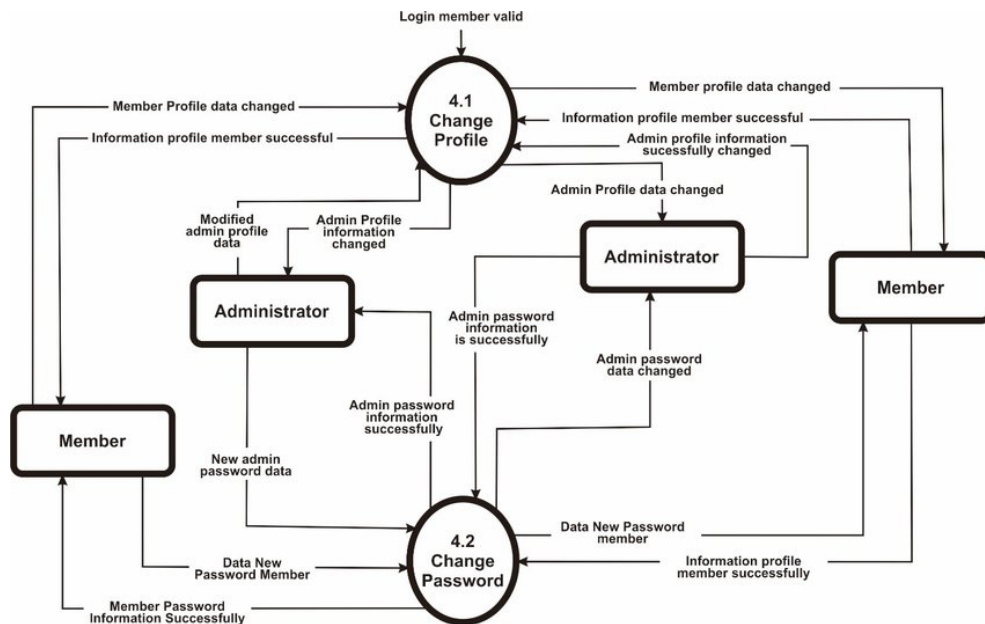 Login member valid
4.1
Change
Profile
Member Profile data changed
Information profile member successful
Member profile data changed
Information profile member successful
Admin profile information
sucessfully changed
Admin Profile data changed
Modified
admin profile
data
Admin Profile
information
changed
Administrator
Administrator
Member
Admin password
information
is successfully
Admin password
data changed
Admin password
information
successfully
Member
New admin
password data
4.2
Change
Password
Data New
Password Member
Member Password
Information Successfully
Data New Password
member
Information profile
member successfully